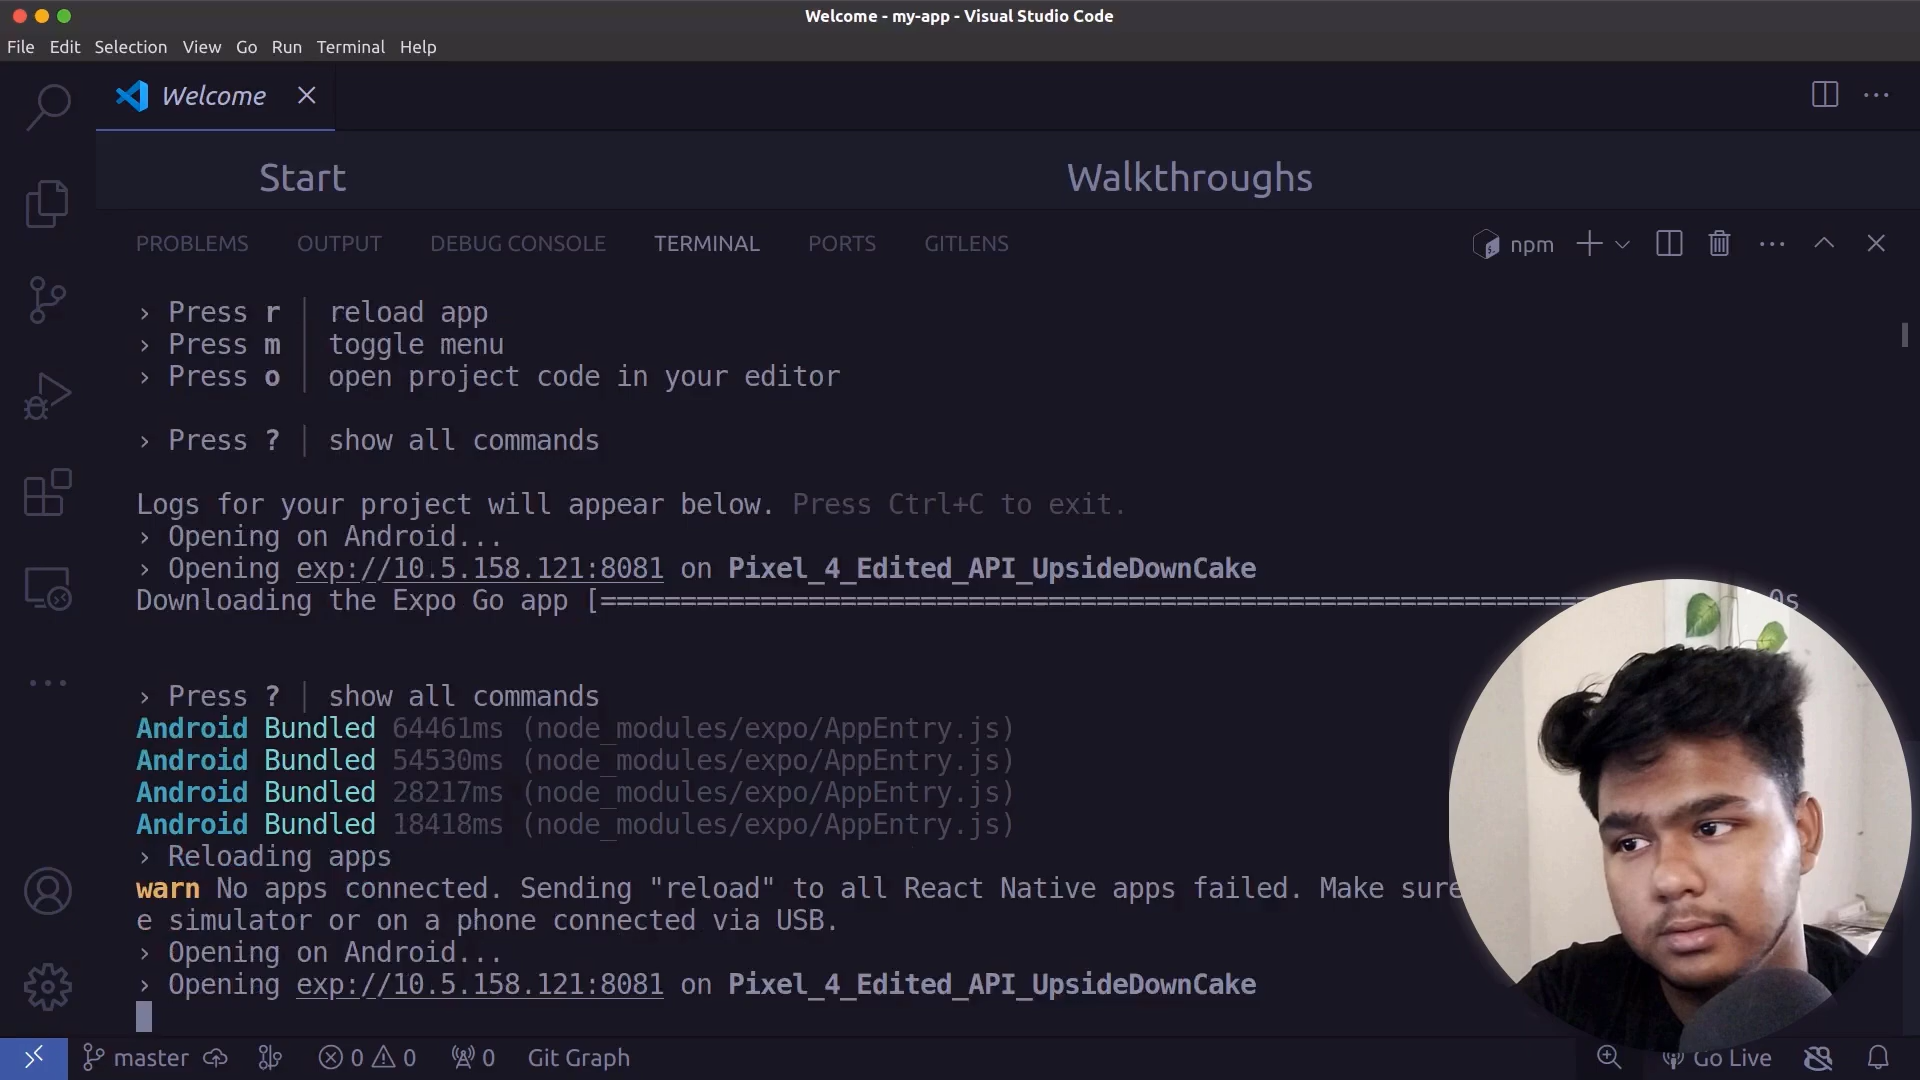 Welcome - my-app - Visual Studio Code
File Edit Selection View Go Run Terminal Help
Welcome
Start Walkthroughs
PROBLEMS OUTPUT DEBUG CONSOLE TERMINAL PORTS GITLENS npm
› Press r │ reload app
› Press m │ toggle menu
› Press o │ open project code in your editor
› Press ? │ show all commands
Logs for your project will appear below. Press Ctrl+C to exit.
› Opening on Android...
› Opening exp://10.5.158.121:8081 on Pixel_4_Edited_API_UpsideDownCake
Downloading the Expo Go app [============================================================= 0s
› Press ? │ show all commands
Android Bundled 64461ms (node_modules/expo/AppEntry.js)
Android Bundled 54530ms (node_modules/expo/AppEntry.js)
Android Bundled 28217ms (node_modules/expo/AppEntry.js)
Android Bundled 18418ms (node_modules/expo/AppEntry.js)
› Reloading apps
warn No apps connected. Sending "reload" to all React Native apps failed. Make sure
e simulator or on a phone connected via USB.
› Opening on Android...
› Opening exp://10.5.158.121:8081 on Pixel_4_Edited_API_UpsideDownCake
master 0 0 0 Git Graph Go Live